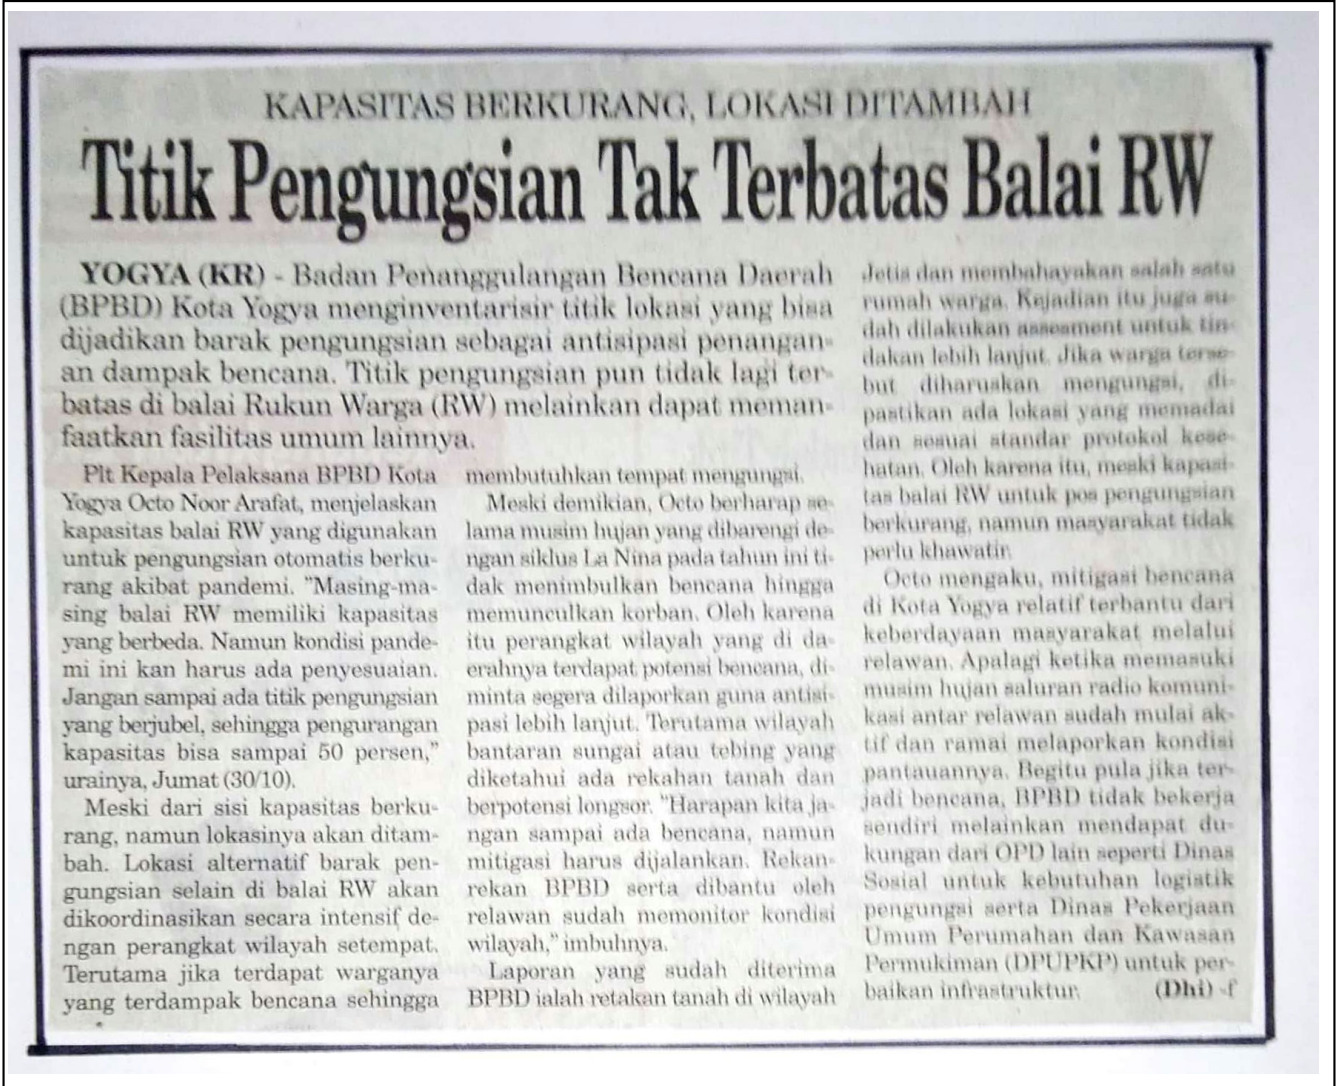 KAPASITAS BERKURANG, LOKASI DITAMBAH
Titik Pengungsian Tak Terbatas Balai RW
YOGYA (KR) - Badan Penanggulangan Bencana Daerah
(BPBD) Kota Yogya menginventarisir titik lokasi yang bisa
dijadikan barak pengungsian sebagai antisipasi penangan-
an dampak bencana. Titik pengungsian pun tidak lagi ter-
batas di balai Rukun Warga (RW) melainkan dapat meman-
faatkan fasilitas umum lainnya.
Plt Kepala Pelaksana BPBD Kota
Yogya Octo Noor Arafat, menjelaskan
kapasitas balai RW yang digunakan
untuk pengungsian otomatis berku-
rang akibat pandemi. "Masing-ma-
sing balai RW memiliki kapasitas
yang berbeda. Namun kondisi pande-
mi ini kan harus ada penyesuaian.
Jangan sampai ada titik pengungsian
yang berjubel, sehingga pengurangan
kapasitas bisa sampai 50 persen,"
urainya, Jumat (30/10).
Meski dari sisi kapasitas berku-
rang, namun lokasinya akan ditam-
bah. Lokasi alternatif barak pen-
gungsian selain di balai RW akan
dikoordinasikan secara intensif de-
ngan perangkat wilayah setempat.
Terutama jika terdapat warganya
yang terdampak bencana sehingga
membutuhkan tempat mengungsi.
Meski demikian, Octo berharap se-
lama musim hujan yang dibarengi de-
ngan siklus La Nina pada tahun ini ti-
dak menimbulkan bencana hingga
memunculkan korban. Oleh karena
itu perangkat wilayah yang di da-
erahnya terdapat potensi bencana, di-
minta segera dilaporkan guna antisi-
pasi lebih lanjut. Terutama wilayah
bantaran sungai atau tebing yang
diketahui ada rekahan tanah dan
berpotensi longsor. "Harapan kita ja-
ngan sampai ada bencana, namun
mitigasi harus dijalankan. Rekan-
rekan BPBD serta dibantu oleh
relawan sudah memonitor kondisi
wilayah," imbuhnya.
Laporan yang sudah diterima
BPBD ialah retakan tanah di wilayah
Jetis dan membahayakan salah satu
rumah warga. Kejadian itu juga su-
dah dilakukan assesment untuk tin-
dakan lebih lanjut. Jika warga terse-
but diharuskan mengungsi, di-
pastikan ada lokasi yang memadai
dan sesuai standar protokol kese-
hatan. Oleh karena itu, meski kapasi-
tas balai RW untuk pos pengungsian
berkurang, namun masyarakat tidak
perlu khawatir.
Octo mengaku, mitigasi bencana
di Kota Yogya relatif terbantu dari
keberdayaan masyarakat melalui
relawan. Apalagi ketika memasuki
musim hujan saluran radio komuni-
kasi antar relawan sudah mulai ak-
tif dan ramai melaporkan kondisi
pantauannya. Begitu pula jika ter-
jadi bencana, BPBD tidak bekerja
sendiri melainkan mendapat du-
kungan dari OPD lain seperti Dinas
Sosial untuk kebutuhan logistik
pengungsi serta Dinas Pekerjaan
Umum Perumahan dan Kawasan
Permukiman (DPUPKP) untuk per-
baikan infrastruktur. (Dhi) -f